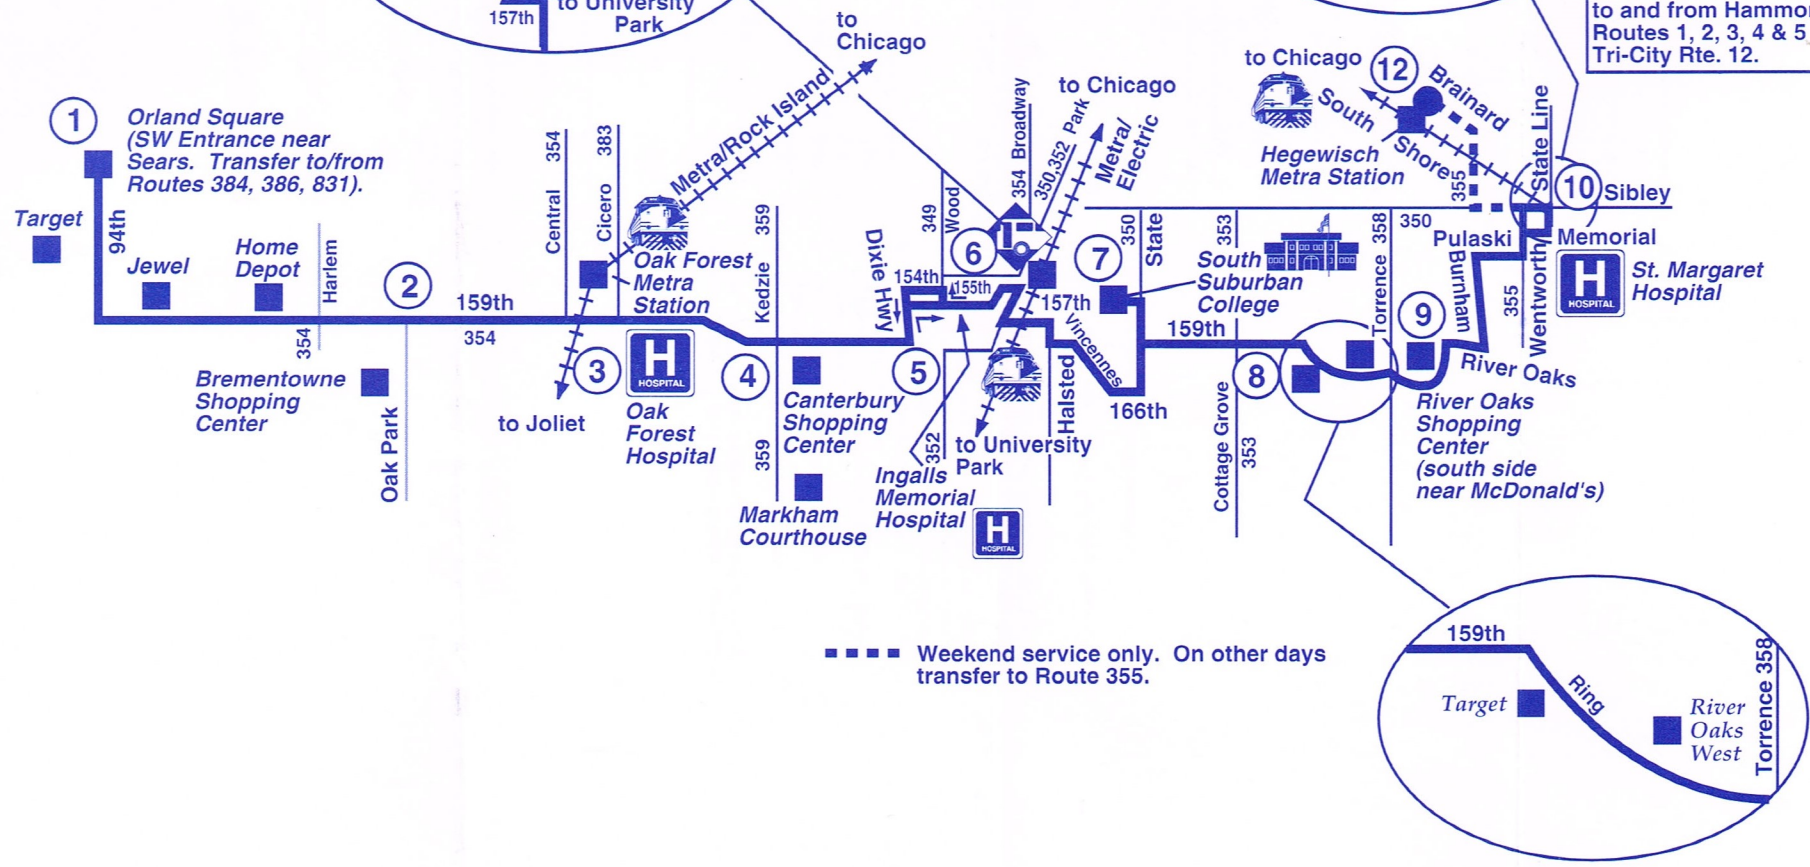 157th
to University
Park
to
Chicago
to and from Hammo
Routes 1, 2, 3, 4 & 5
Tri-City Rte. 12.
1
Orland Square
(SW Entrance near
Sears. Transfer to/from
Routes 384, 386, 831).
Target
94th
Jewel
Home
Depot
Harlem
354
2
159th
354
Brementowne
Shopping
Center
Oak Park
Central
354
Cicero
383
Metra/Rock Island
Oak Forest
Metra
Station
3
to Joliet
H
HOSPITAL
Oak
Forest
Hospital
Kedzie
359
4
359
Canterbury
Shopping
Center
Markham
Courthouse
Dixie Hwy
5
154th
155th
349
Wood
6
354 Broadway
350,352 Park
to Chicago
Metra/
Electric
157th
7
350
State
South
Suburban
College
Vincennes
Halsted
166th
352
to University
Park
Ingalls
Memorial
Hospital
H
HOSPITAL
159th
353
Cottage Grove
353
8
Torrence 358
350
9
Pulaski
Burnham
River Oaks
River Oaks
Shopping
Center
(south side
near McDonald's)
to Chicago
12
Brainard
South
Shore
Hegewisch
Metra Station
355
State Line
10
Sibley
Memorial
355
Wentworth
H
HOSPITAL
St. Margaret
Hospital
Weekend service only. On other days
transfer to Route 355.
159th
Target
Ring
River
Oaks
West
Torrence 358